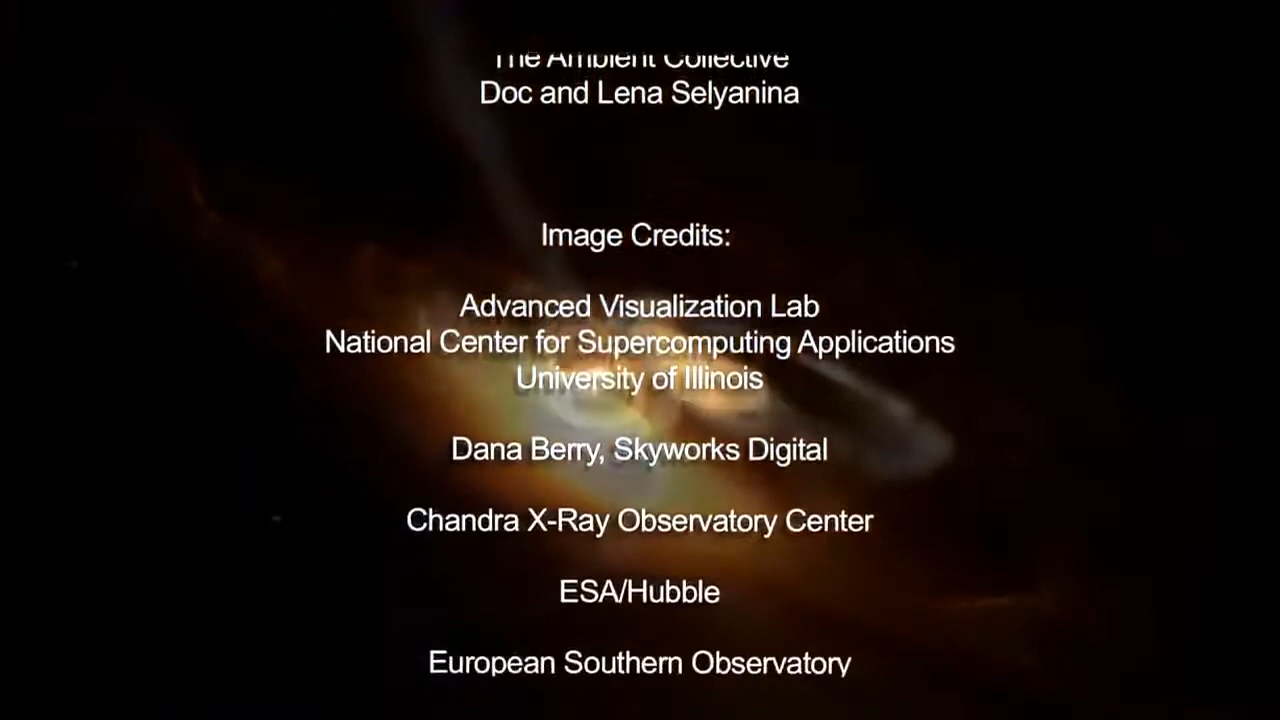 The Ambient Collective
Doc and Lena Selyanina
Image Credits:
Advanced Visualization Lab
National Center for Supercomputing Applications
University of Illinois
Dana Berry, Skyworks Digital
Chandra X-Ray Observatory Center
ESA/Hubble
European Southern Observatory